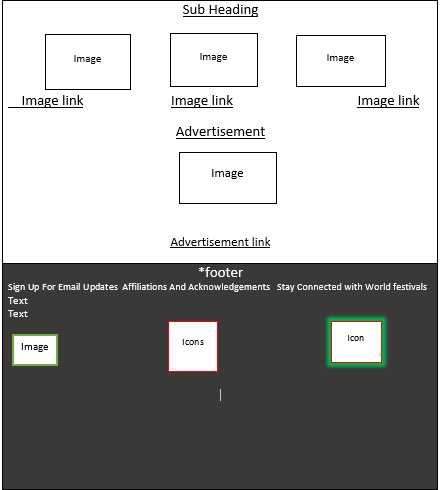 Sub Heading
Image Image Image
Image link Image link Image link
Advertisement
Image
Advertisement link
*footer
Sign Up For Email Updates Affiliations And Acknowledgements Stay Connected with World festivals
Text
Text
Image Icons Icon